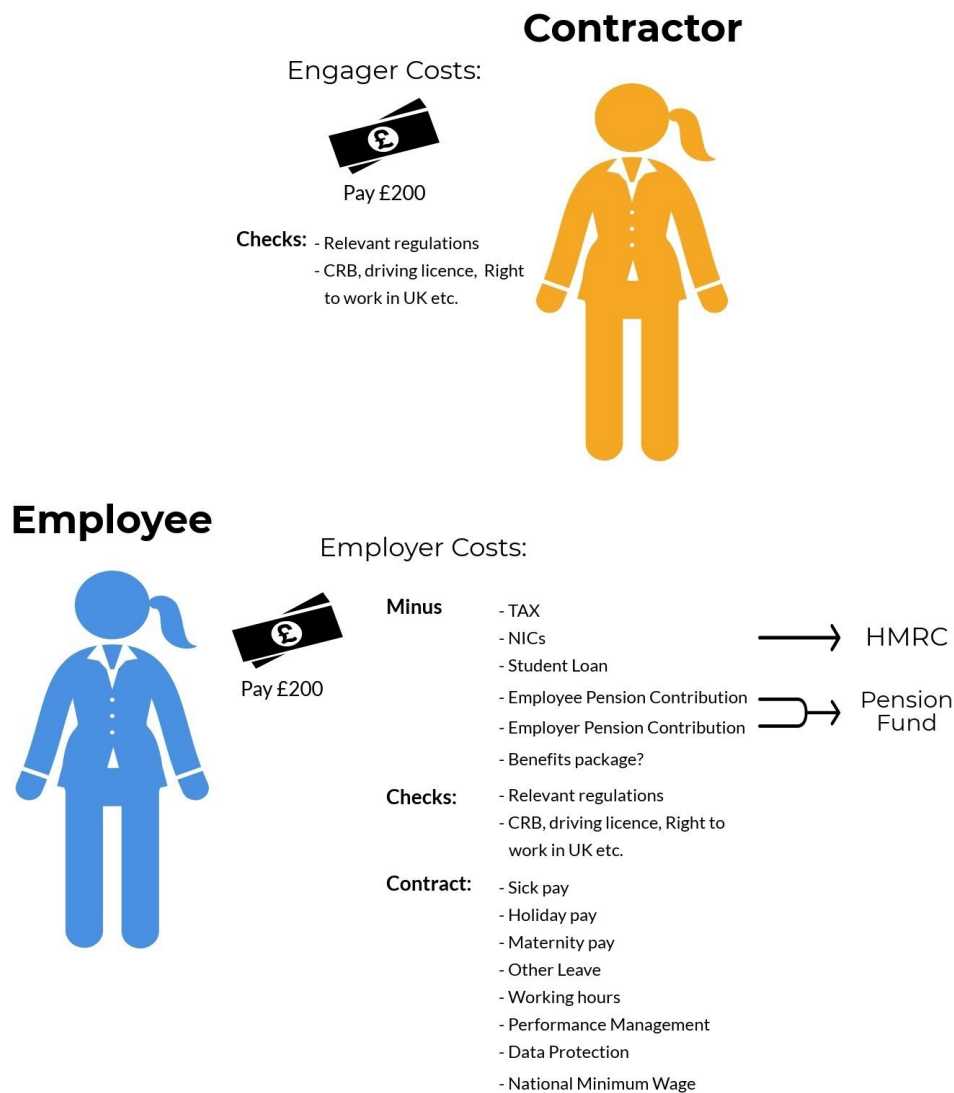 Contractor
Engager Costs:
£
Pay £200
Checks:
- Relevant regulations
- CRB, driving licence, Right
to work in UK etc.
Employee
Employer Costs:
£
Pay £200
Minus
- TAX
- NICs
- Student Loan
- Employee Pension Contribution
- Employer Pension Contribution
- Benefits package?
HMRC
Pension
Fund
Checks:
- Relevant regulations
- CRB, driving licence, Right to
work in UK etc.
Contract:
- Sick pay
- Holiday pay
- Maternity pay
- Other Leave
- Working hours
- Performance Management
- Data Protection
- National Minimum Wage